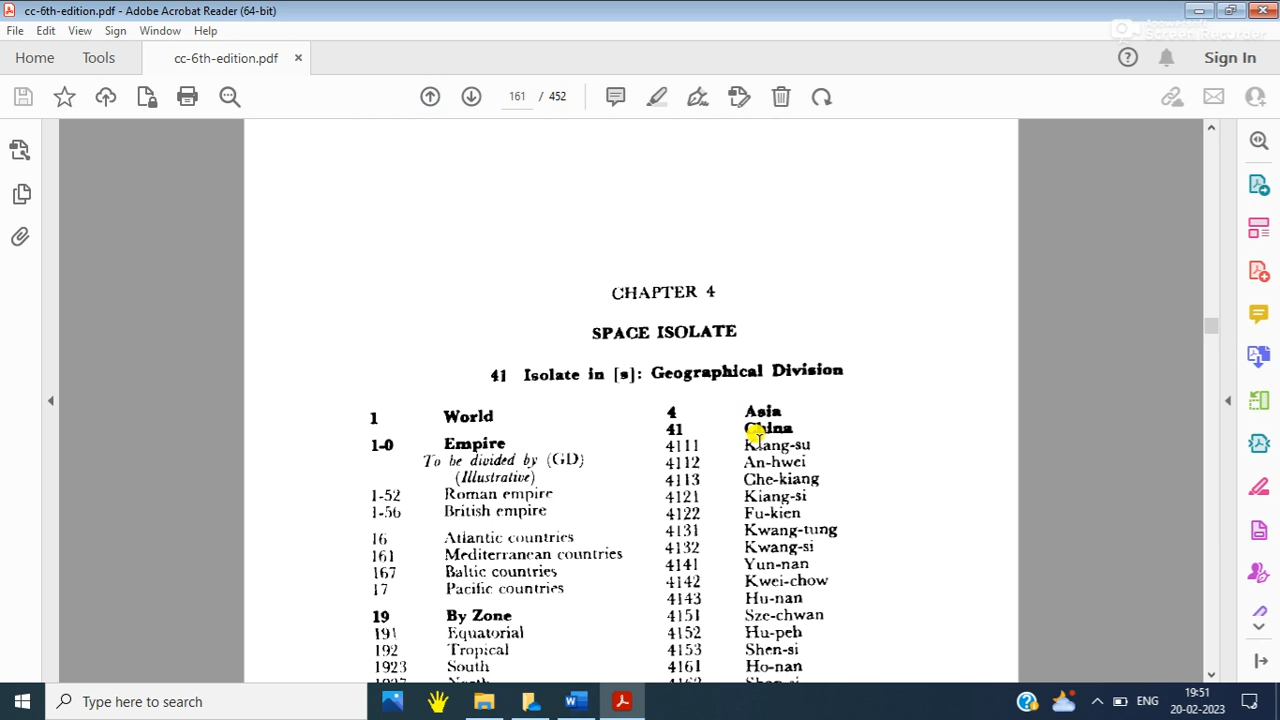 cc-6th-edition.pdf - Adobe Acrobat Reader (64-bit)
File Edit View Sign Window Help
Home Tools cc-6th-edition.pdf × Sign In
161 / 452
CHAPTER 4
SPACE ISOLATE
41 Isolate in [s]: Geographical Division
1 World
1-0 Empire
To be divided by (GD)
(Illustrative)
1-52 Roman empire
1-56 British empire
16 Atlantic countries
161 Mediterranean countries
167 Baltic countries
17 Pacific countries
19 By Zone
191 Equatorial
192 Tropical
1923 South
4 Asia
41 China
4111 Kiang-su
4112 An-hwei
4113 Che-kiang
4121 Kiang-si
4122 Fu-kien
4131 Kwang-tung
4132 Kwang-si
4141 Yun-nan
4142 Kwei-chow
4143 Hu-nan
4151 Sze-chwan
4152 Hu-peh
4153 Shen-si
4161 Ho-nan
Screen Recorder
Type here to search
ENG
19:51
20-02-2023